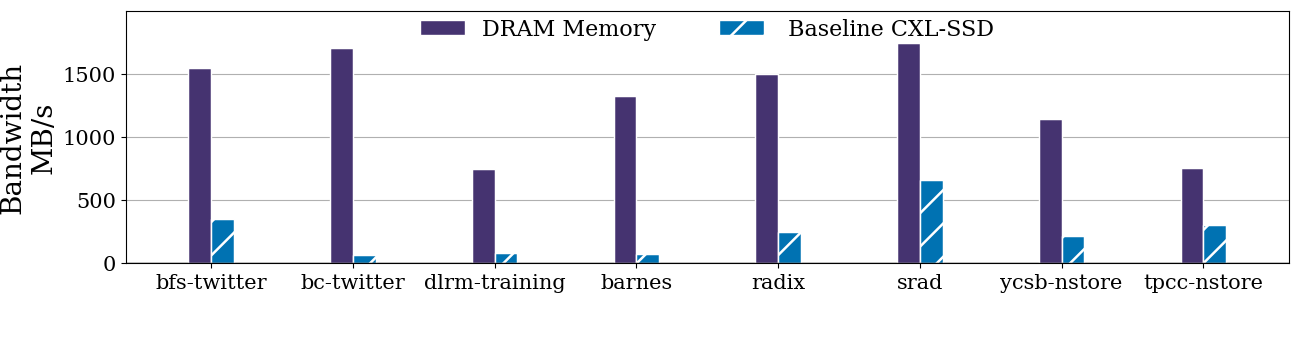 DRAM Memory
Baseline CXL-SSD
Bandwidth
MB/s
1500
1000
500
0
bfs-twitter
bc-twitter
dlrm-training
barnes
radix
srad
ycsb-nstore
tpcc-nstore